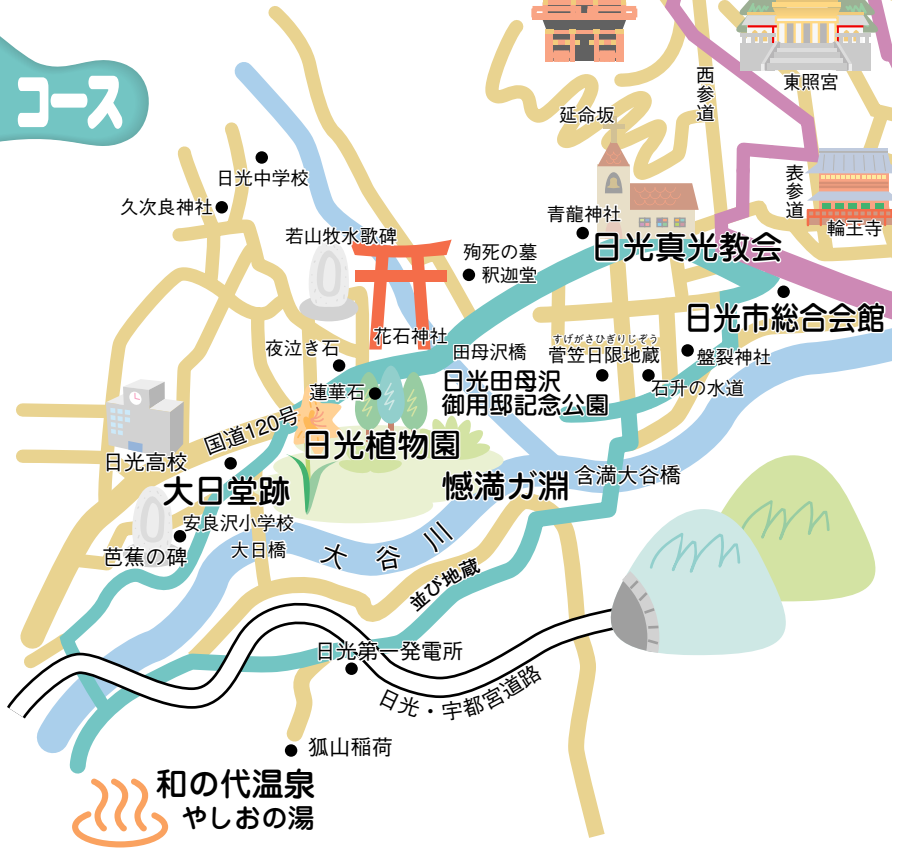 コース
西参道
東照宮
延命坂
日光中学校
久次良神社
表参道
輪王寺
青龍神社
若山牧水歌碑
殉死の墓
釈迦堂
日光真光教会
日光市総合会館
花石神社
夜泣き石
田母沢橋
すげがさひぎりじぞう
菅笠日限地蔵
盤裂神社
蓮華石
日光田母沢
御用邸記念公園
石升の水道
国道120号
日光植物園
日光高校
大日堂跡
憾満ガ淵
含満大谷橋
安良沢小学校
芭蕉の碑
大日橋
大谷川
並び地蔵
日光第一発電所
日光・宇都宮道路
狐山稲荷
和の代温泉
やしおの湯